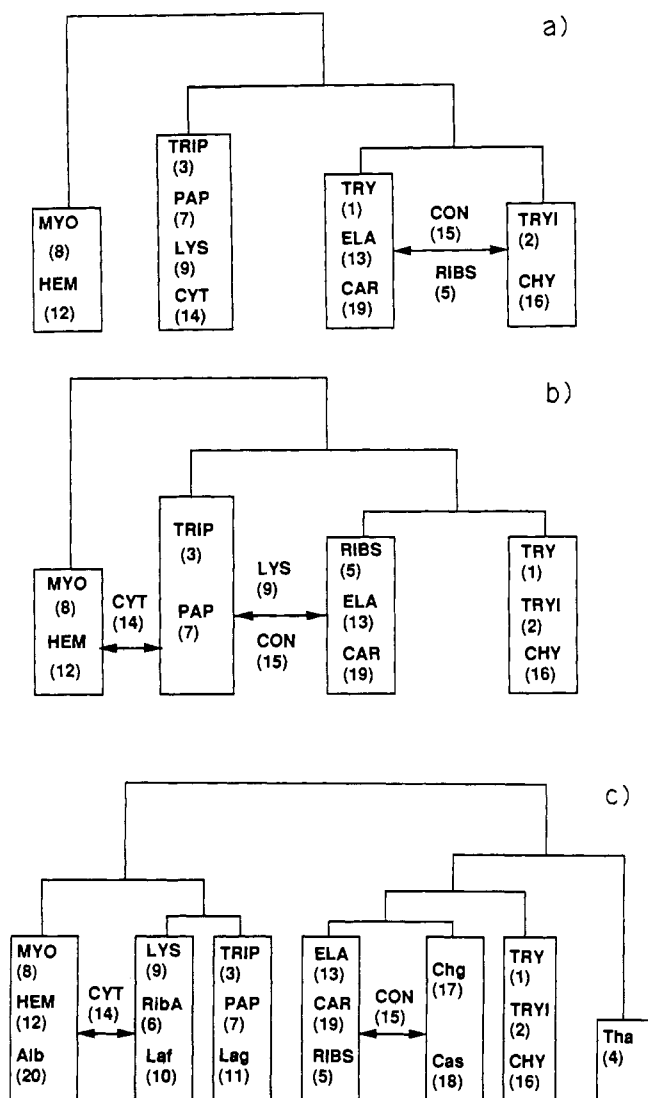 a)
TRIP
(3)
PAP
(7)
LYS
(9)
CYT
(14)
MYO
(8)
HEM
(12)
TRY
(1)
ELA
(13)
CAR
(19)
CON
(15)
RIBS
(5)
TRYI
(2)
CHY
(16)
b)
MYO
(8)
HEM
(12)
CYT
(14)
TRIP
(3)
PAP
(7)
LYS
(9)
CON
(15)
RIBS
(5)
ELA
(13)
CAR
(19)
TRY
(1)
TRYI
(2)
CHY
(16)
c)
MYO
(8)
HEM
(12)
Alb
(20)
CYT
(14)
LYS
(9)
RibA
(6)
Laf
(10)
TRIP
(3)
PAP
(7)
Lag
(11)
ELA
(13)
CAR
(19)
RIBS
(5)
CON
(15)
Chg
(17)
Cas
(18)
TRY
(1)
TRYI
(2)
CHY
(16)
Tha
(4)